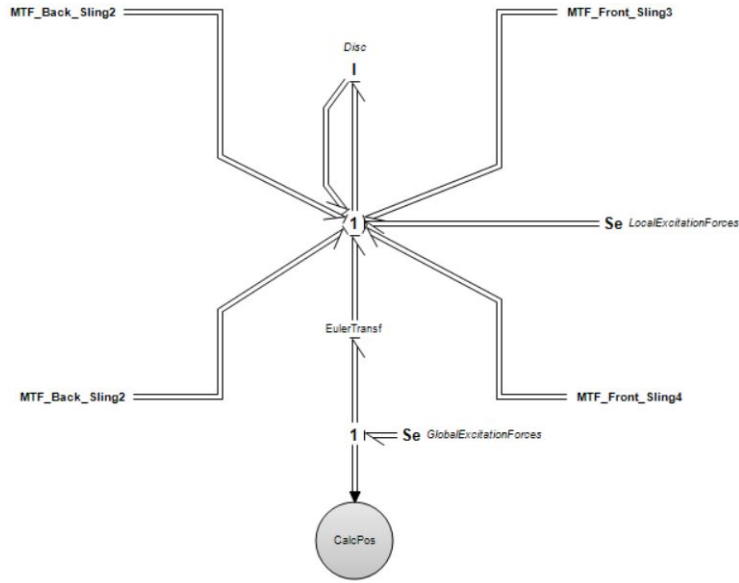 MTF_Back_Sling2
MTF_Front_Sling3
Disc
I
1
Se LocalExcitationForces
EulerTransf
MTF_Back_Sling2
MTF_Front_Sling4
1
Se GlobalExcitationForces
CalcPos